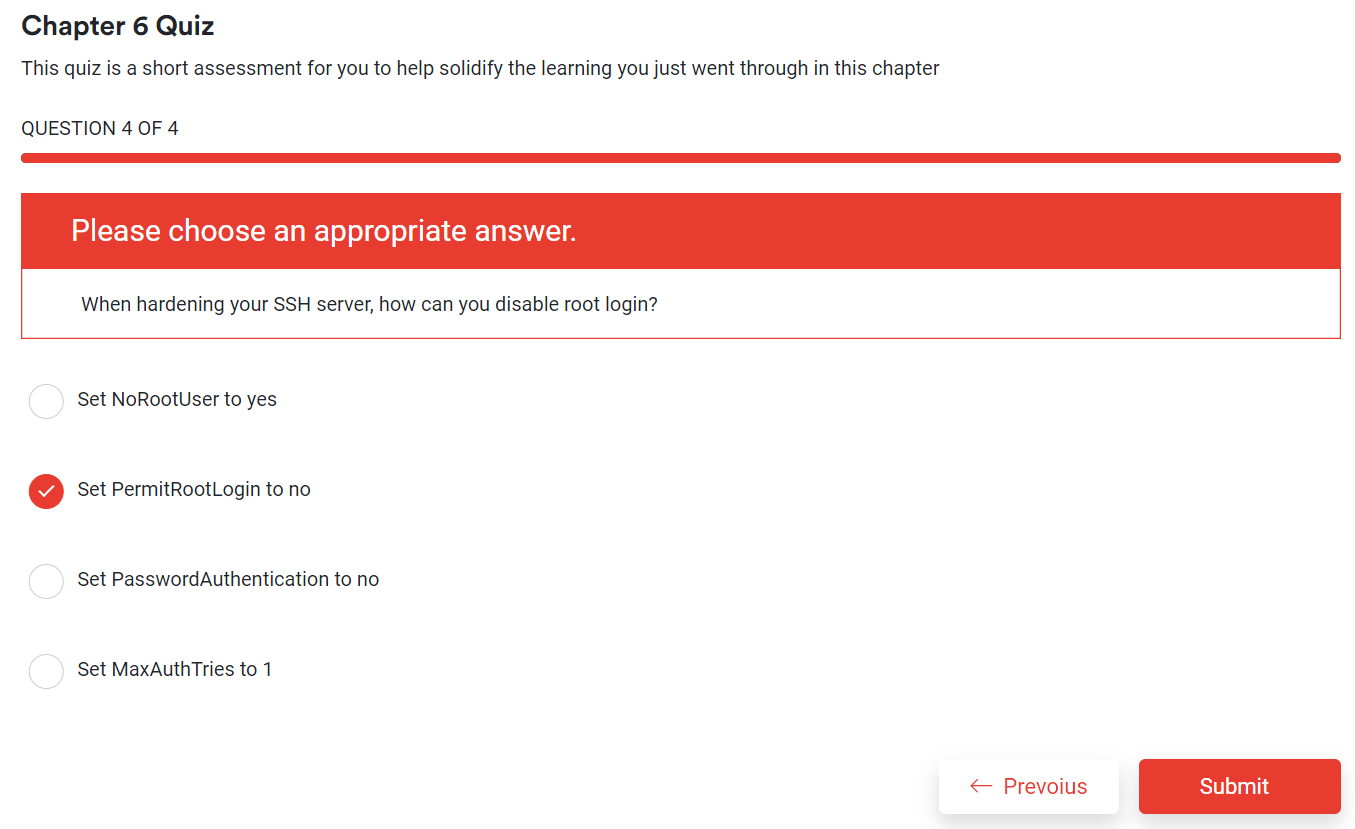 Chapter 6 Quiz
This quiz is a short assessment for you to help solidify the learning you just went through in this chapter
QUESTION 4 OF 4
Please choose an appropriate answer.
When hardening your SSH server, how can you disable root login?
Set NoRootUser to yes
Set PermitRootLogin to no
Set PasswordAuthentication to no
Set MaxAuthTries to 1
Prevoius
Submit